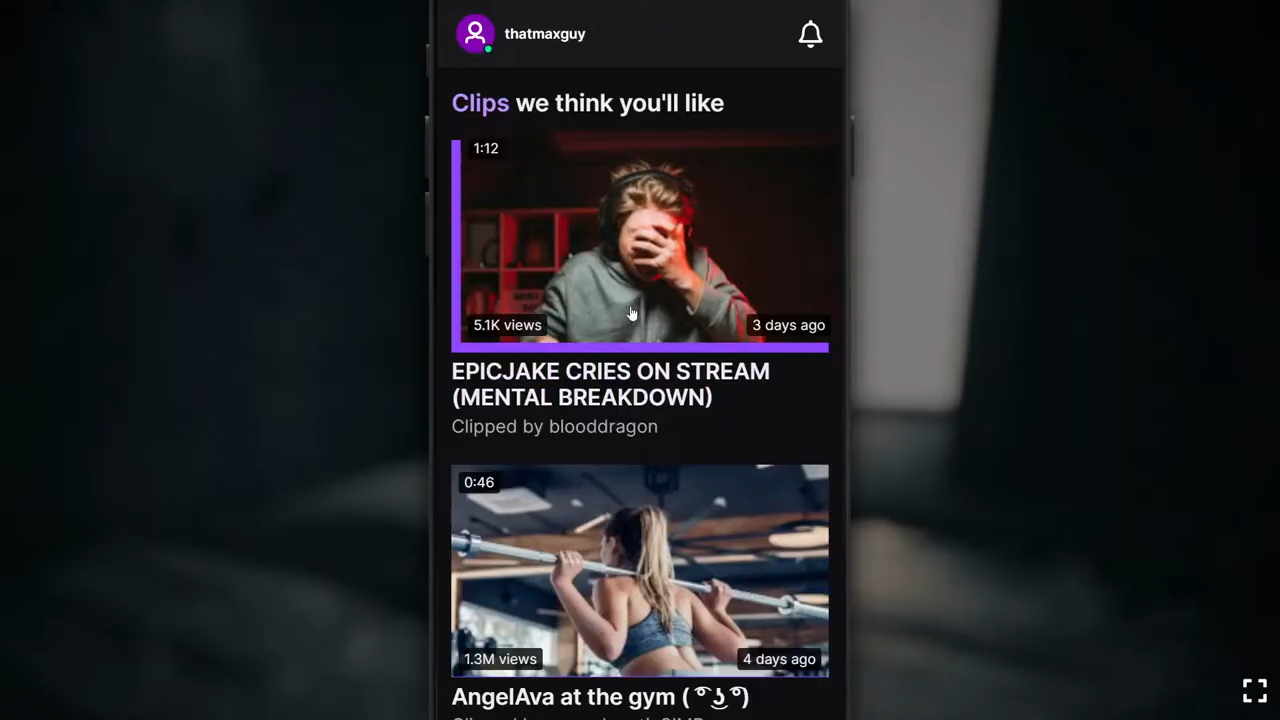 thatmaxguy
Clips we think you'll like
1:12
5.1K views
3 days ago
EPICJAKE CRIES ON STREAM
(MENTAL BREAKDOWN)
Clipped by blooddragon
0:46
1.3M views
4 days ago
AngelAva at the gym ( ͡° ͜ʖ ͡°)